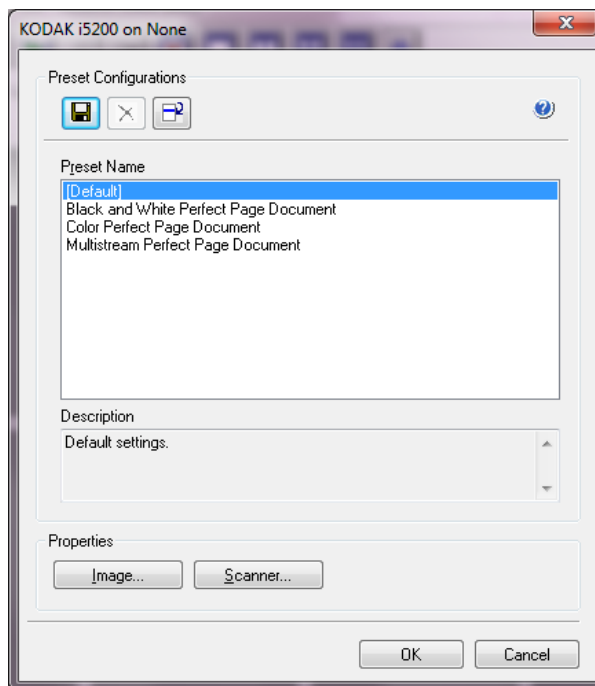 KODAK i5200 on None
Preset Configurations
Preset Name
[Default]
Black and White Perfect Page Document
Color Perfect Page Document
Multistream Perfect Page Document
Description
Default settings.
Properties
Image...
Scanner...
OK
Cancel